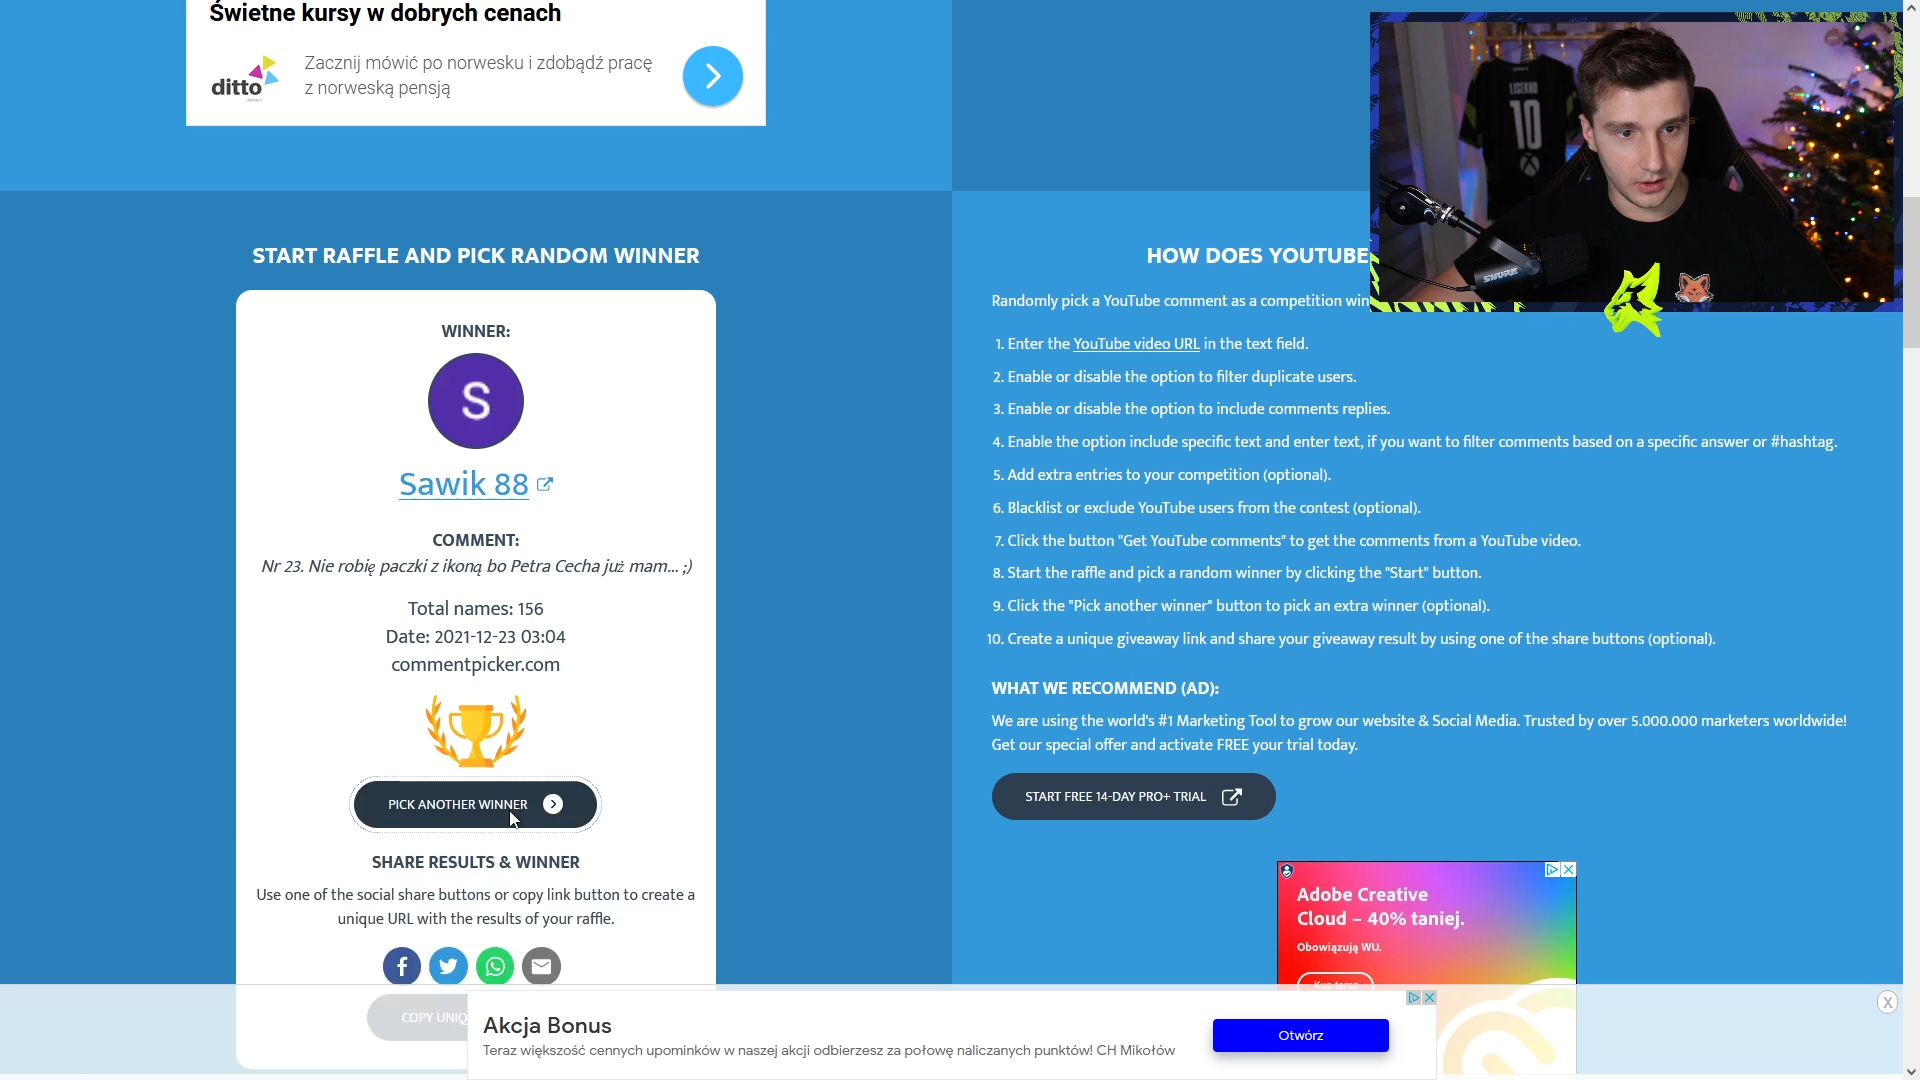 Świetne kursy w dobrych cenach
ditto
Zacznij mówić po norwesku i zdobądź pracę
z norweską pensją
START RAFFLE AND PICK RANDOM WINNER
WINNER:
S
Sawik 88
COMMENT:
Nr 23. Nie robię paczki z ikoną bo Petra Cecha już mam... ;)
Total names: 156
Date: 2021-12-23 03:04
commentpicker.com
PICK ANOTHER WINNER
SHARE RESULTS & WINNER
Use one of the social share buttons or copy link button to create a
unique URL with the results of your raffle.
COPY UNIQ
HOW DOES YOUTUBE
Randomly pick a YouTube comment as a competition win
1. Enter the YouTube video URL in the text field.
2. Enable or disable the option to filter duplicate users.
3. Enable or disable the option to include comments replies.
4. Enable the option include specific text and enter text, if you want to filter comments based on a specific answer or #hashtag.
5. Add extra entries to your competition (optional).
6. Blacklist or exclude YouTube users from the contest (optional).
7. Click the button "Get YouTube comments" to get the comments from a YouTube video.
8. Start the raffle and pick a random winner by clicking the "Start" button.
9. Click the "Pick another winner" button to pick an extra winner (optional).
10. Create a unique giveaway link and share your giveaway result by using one of the share buttons (optional).
WHAT WE RECOMMEND (AD):
We are using the world's #1 Marketing Tool to grow our website & Social Media. Trusted by over 5.000.000 marketers worldwide!
Get our special offer and activate FREE your trial today.
START FREE 14-DAY PRO+ TRIAL
Adobe Creative
Cloud – 40% taniej.
Obowiązują WU.
Kup teraz
LISEKHD
10
SHURE
Akcja Bonus
Teraz większość cennych upominków w naszej akcji odbierzesz za połowę naliczanych punktów! CH Mikołów
Otwórz
X